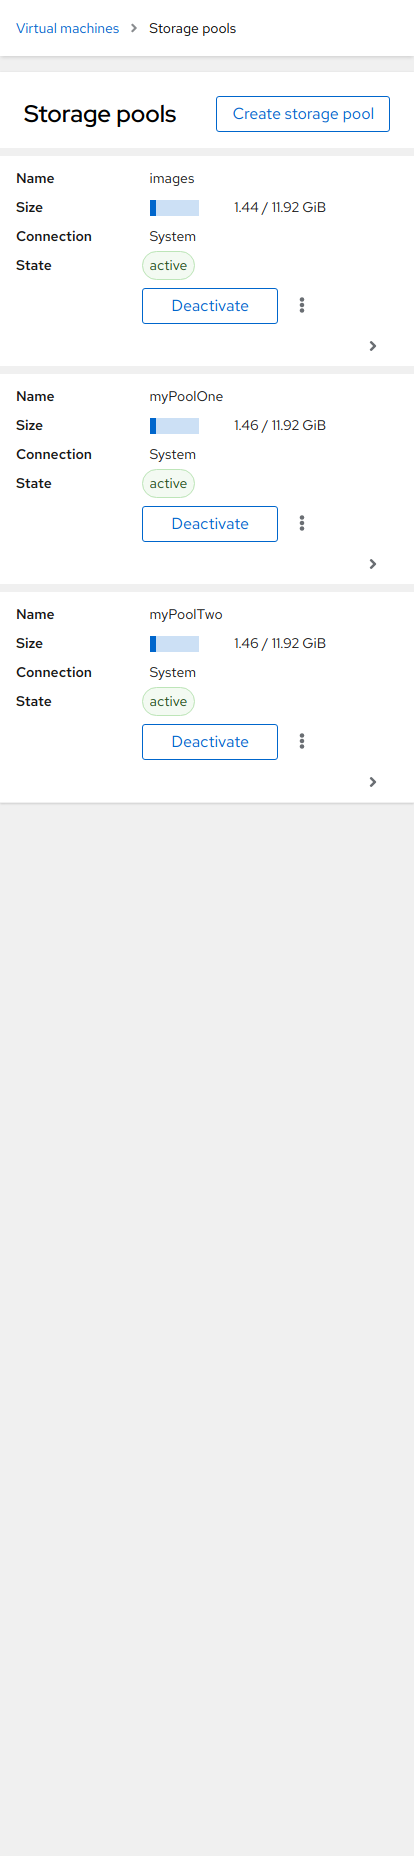 Virtual machines > Storage pools
Storage pools Create storage pool
Name images
Size 1.44 / 11.92 GiB
Connection System
State active
Deactivate
Name myPoolOne
Size 1.46 / 11.92 GiB
Connection System
State active
Deactivate
Name myPoolTwo
Size 1.46 / 11.92 GiB
Connection System
State active
Deactivate